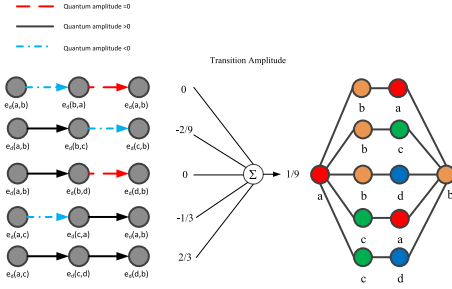 Quantum amplitude =0
Quantum amplitude >0
Quantum amplitude <0
Transition Amplitude
e_d(a,b) e_d(b,a) e_d(a,b)
0
b a
e_d(a,b) e_d(b,c) e_d(c,b)
-2/9
b c
e_d(a,b) e_d(b,d) e_d(d,b)
0
Σ 1/9
a b d b
e_d(a,c) e_d(c,a) e_d(a,b)
-1/3
c a
e_d(a,c) e_d(c,d) e_d(d,b)
2/3
c d